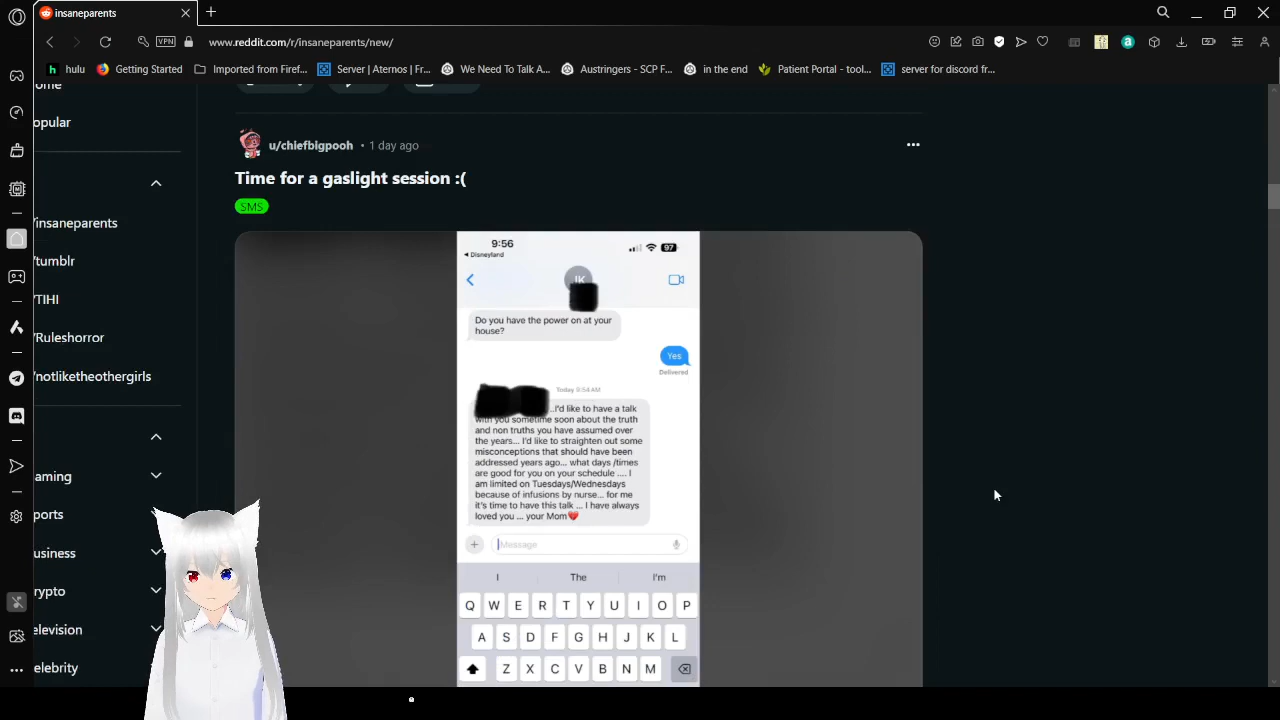 insaneparents
VPN
www.reddit.com/r/insaneparents/new/
hulu
Getting Started
Imported from Firef...
Server | Aternos | Fr...
We Need To Talk A...
Austringers - SCP F...
in the end
Patient Portal - tool...
server for discord fr...
ome
opular
/insaneparents
/tumblr
/TIHI
/Ruleshorror
/notliketheothergirls
aming
ports
usiness
rypto
elevision
elebrity
u/chiefbigpooh • 1 day ago
Time for a gaslight session :(
SMS
9:56
97
Disneyland
Do you have the power on at your
house?
Yes
Delivered
Today 9:54 AM
...I'd like to have a talk
with you sometime soon about the truth
and non truths you have assumed over
the years... I'd like to straighten out some
misconceptions that should have been
addressed years ago... what days /times
are good for you on your schedule .... I
am limited on Tuesdays/Wednesdays
because of infusions by nurse... for me
it's time to have this talk ... I have always
loved you ... your Mom
Message
I The I'm
Q W E R T Y U I O P
A S D F G H J K L
Z X C V B N M